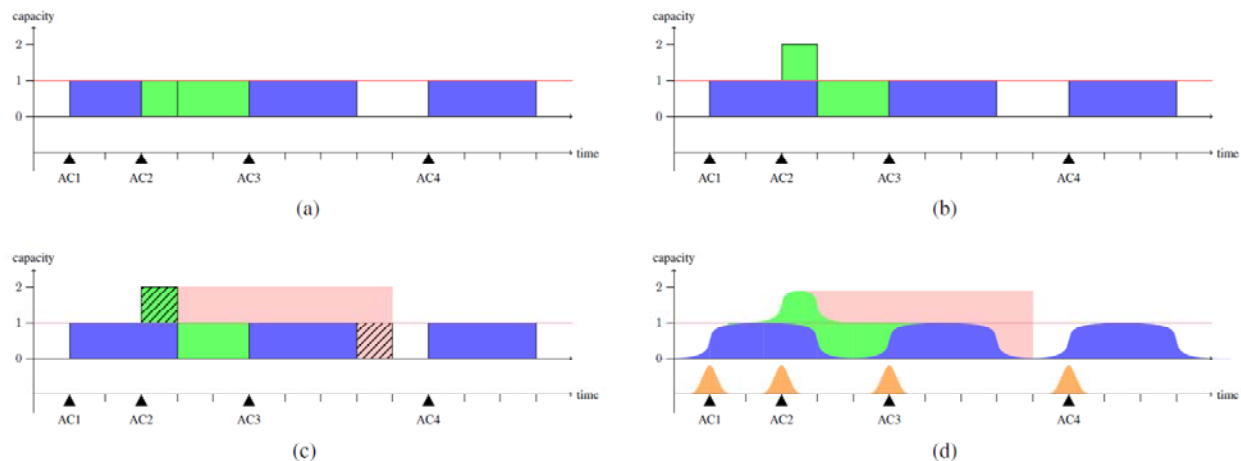 capacity
2
1
0
time
AC1 AC2 AC3 AC4
(a)
capacity
2
1
0
time
AC1 AC2 AC3 AC4
(b)
capacity
2
1
0
time
AC1 AC2 AC3 AC4
(c)
capacity
2
1
0
time
AC1 AC2 AC3 AC4
(d)